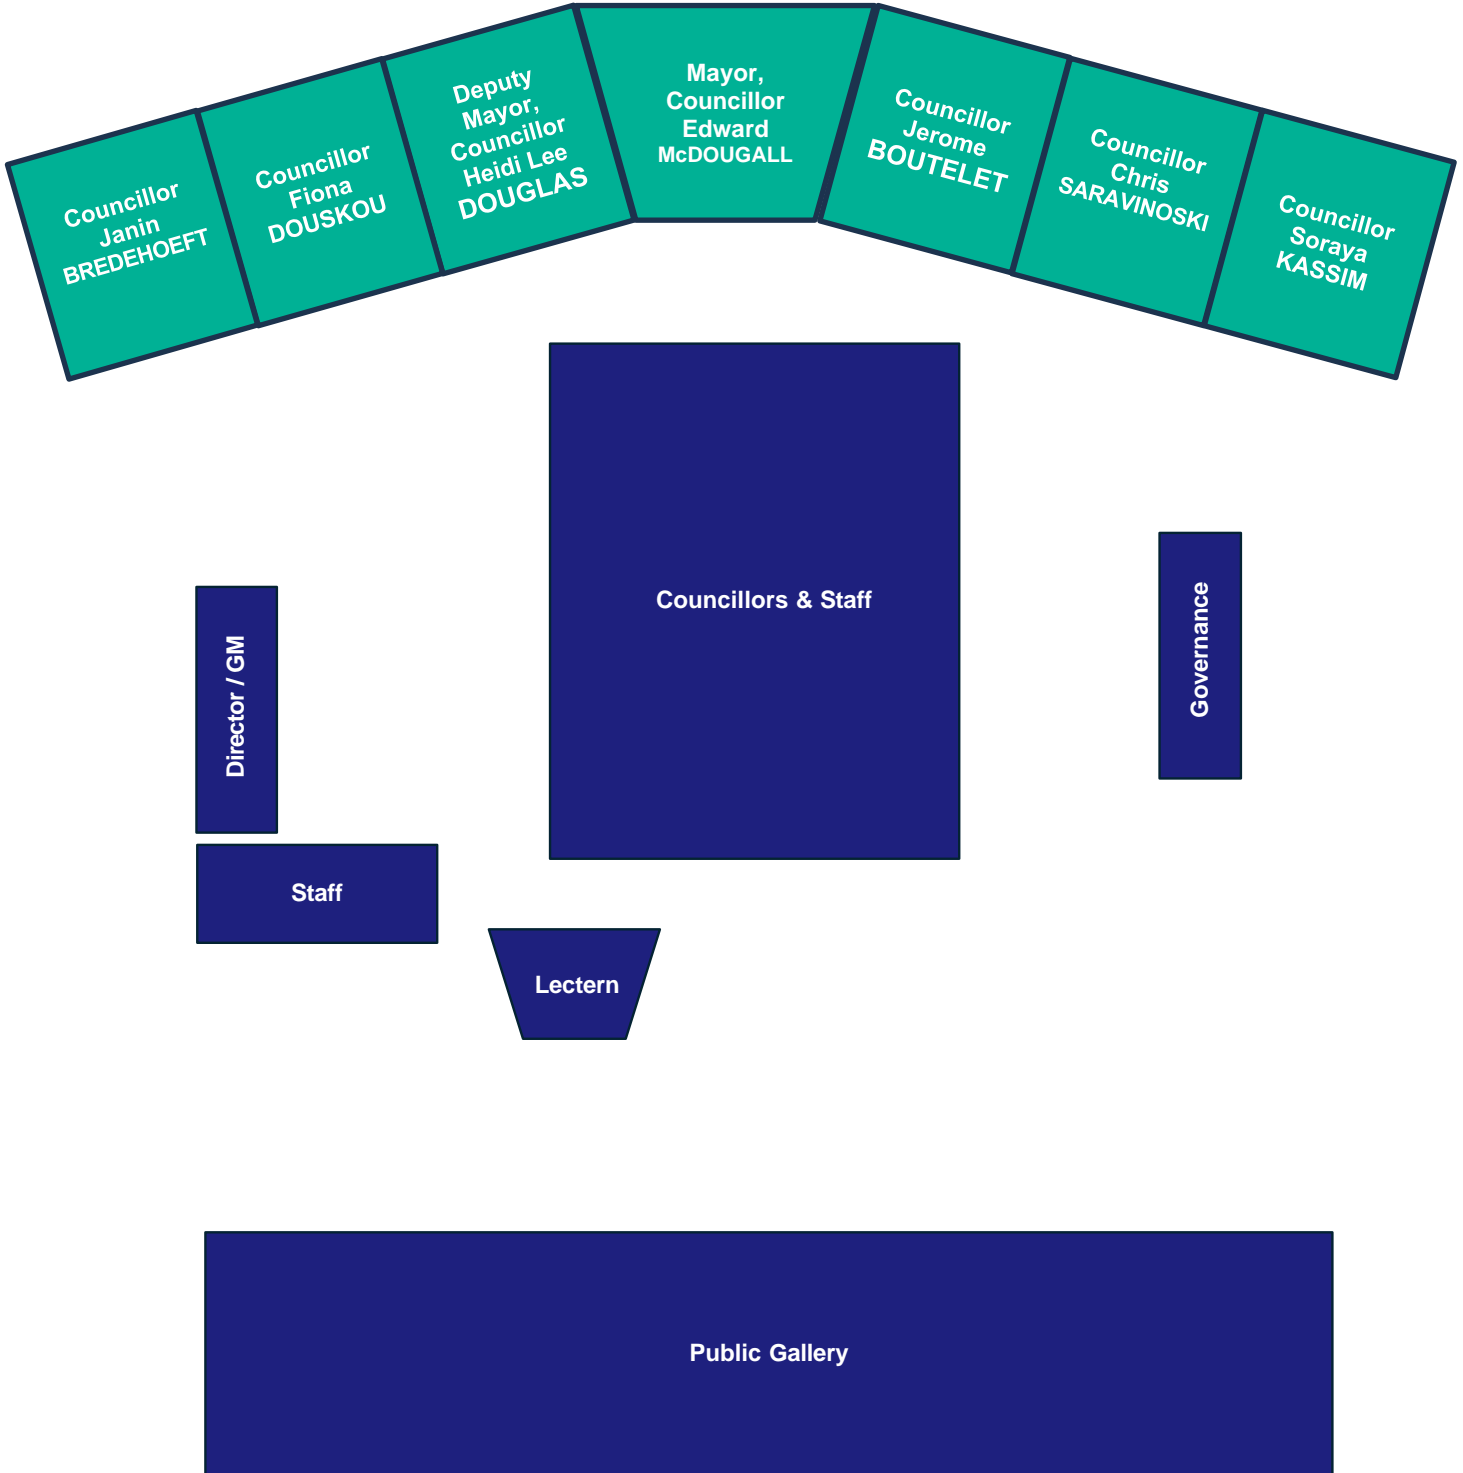 Councillor
Janin
BREDEHOEFT
Councillor
Fiona
DOUSKOU
Deputy
Mayor,
Councillor
Heidi Lee
DOUGLAS
Mayor,
Councillor
Edward
McDOUGALL
Councillor
Jerome
BOUTELET
Councillor
Chris
SARAVINOSKI
Councillor
Soraya
KASSIM
Councillors & Staff
Governance
Director / GM
Staff
Lectern
Public Gallery